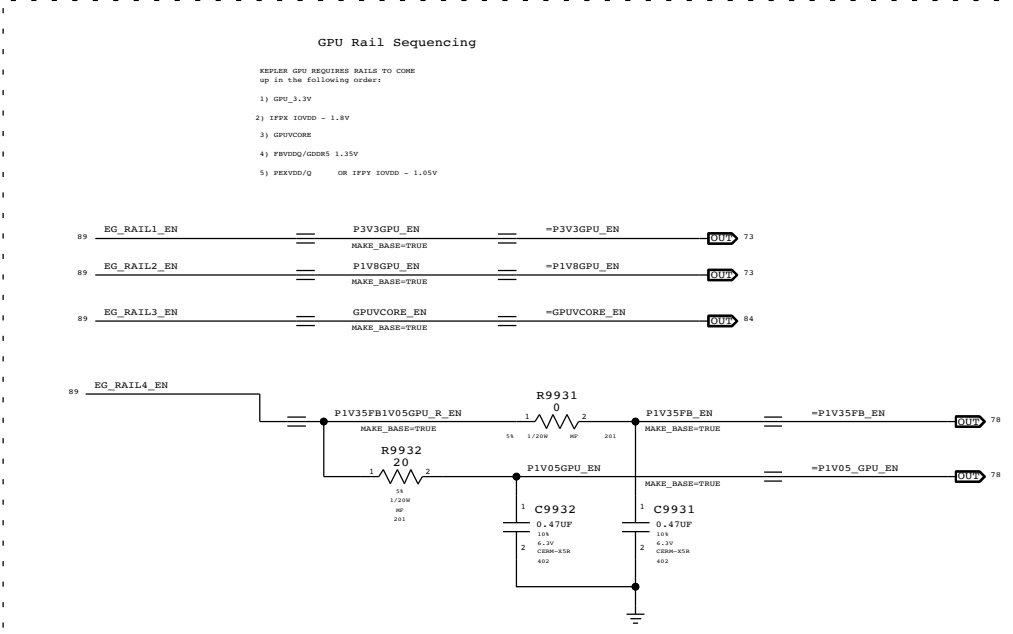 GPU Rail Sequencing
KEPLER GPU REQUIRES RAILS TO COME
up in the following order:
1) GPU_3.3V
2) IFPX IOVDD - 1.8V
3) GPUVCORE
4) FBVDDQ/GDDR5 1.35V
5) PEXVDD/Q OR IFPY IOVDD - 1.05V
89 EG_RAIL1_EN P3V3GPU_EN =P3V3GPU_EN OUT 73
MAKE_BASE=TRUE
89 EG_RAIL2_EN P1V8GPU_EN =P1V8GPU_EN OUT 73
MAKE_BASE=TRUE
89 EG_RAIL3_EN GPUVCORE_EN =GPUVCORE_EN OUT 84
MAKE_BASE=TRUE
89 EG_RAIL4_EN
R9931
0
P1V35FB1V05GPU_R_EN 1 2 P1V35FB_EN =P1V35FB_EN OUT 78
MAKE_BASE=TRUE 5% 1/20W MF 201 MAKE_BASE=TRUE
R9932
20
1 2 P1V05GPU_EN =P1V05_GPU_EN OUT 78
MAKE_BASE=TRUE
5%
1/20W
MF
201
1 C9932 1 C9931
0.47UF 0.47UF
10% 10%
6.3V 6.3V
2 CERM-X5R 2 CERM-X5R
402 402